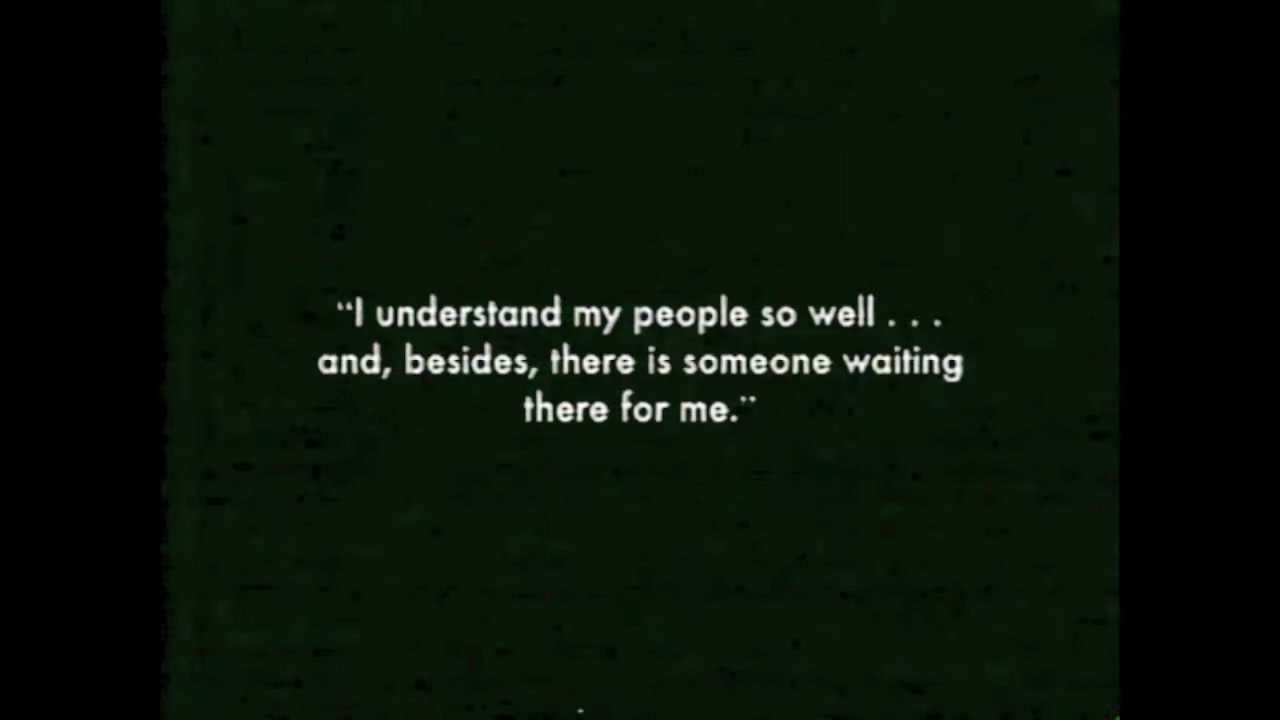 "I understand my people so well . . .
and, besides, there is someone waiting
there for me."